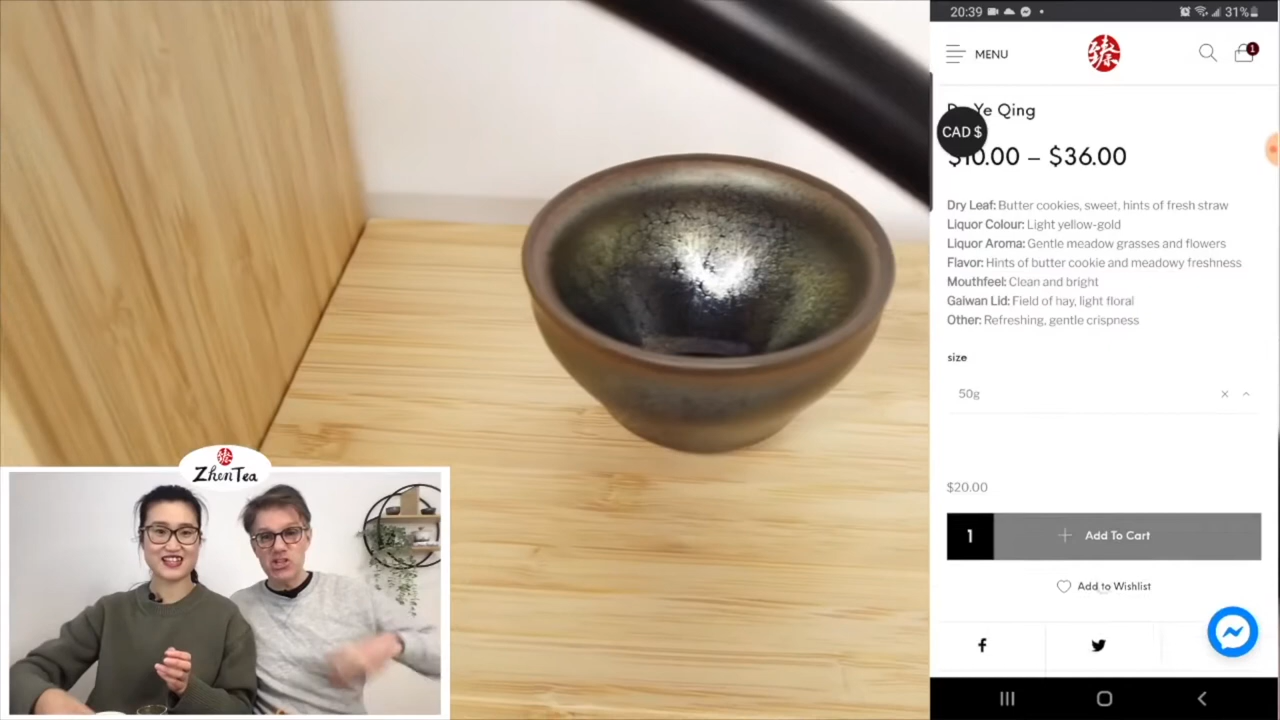 20:39
31%
MENU
臻
1
Ye Qing
CAD $
$10.00 – $36.00
Dry Leaf: Butter cookies, sweet, hints of fresh straw
Liquor Colour: Light yellow-gold
Liquor Aroma: Gentle meadow grasses and flowers
Flavor: Hints of butter cookie and meadowy freshness
Mouthfeel: Clean and bright
Gaiwan Lid: Field of hay, light floral
Other: Refreshing, gentle crispness
size
50g
$20.00
1
Add To Cart
Add to Wishlist
臻
ZhenTea